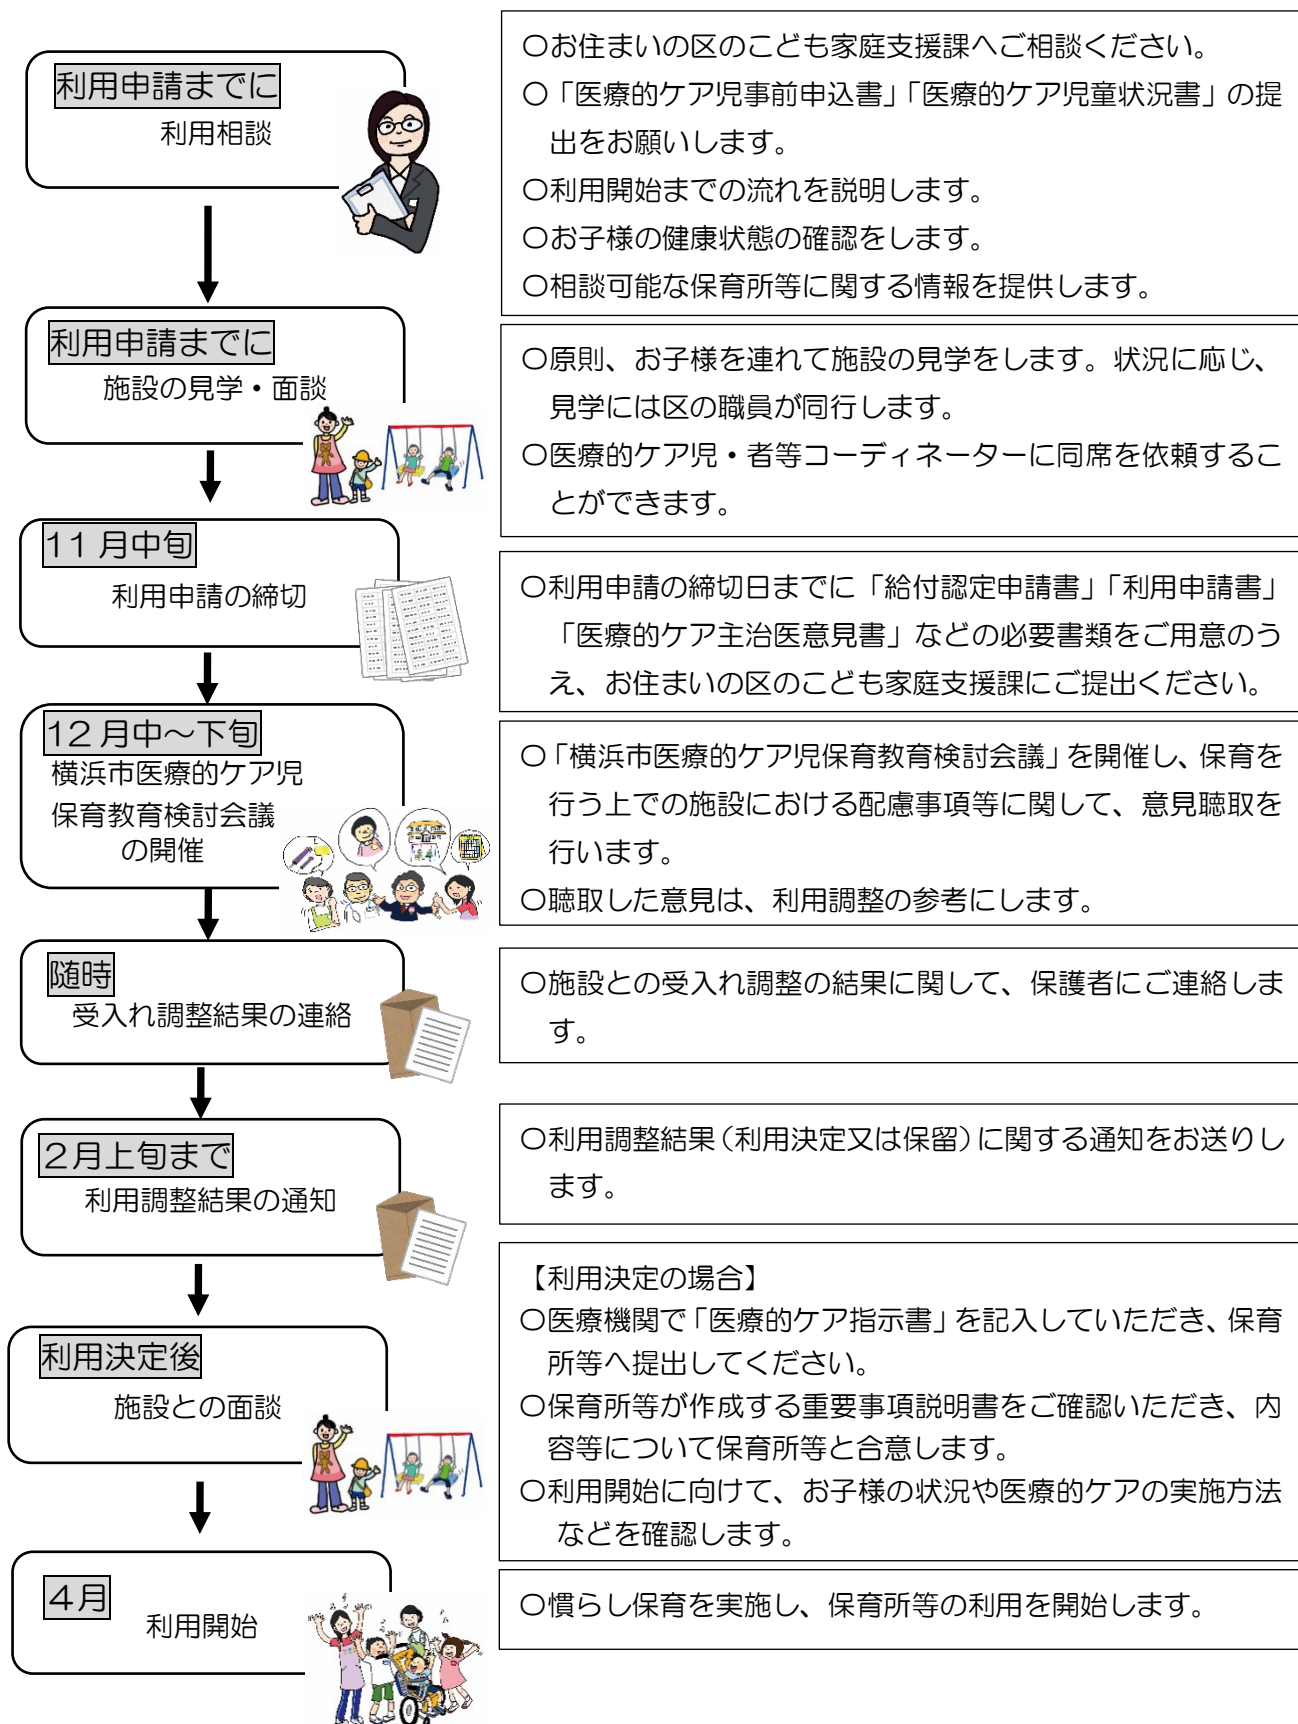 利用申請までに
利用相談
〇お住まいの区のこども家庭支援課へご相談ください。
〇「医療的ケア児事前申込書」「医療的ケア児童状況書」の提
出をお願いします。
〇利用開始までの流れを説明します。
〇お子様の健康状態の確認をします。
〇相談可能な保育所等に関する情報を提供します。
利用申請までに
施設の見学・面談
〇原則、お子様を連れて施設の見学をします。状況に応じ、
見学には区の職員が同行します。
〇医療的ケア児・者等コーディネーターに同席を依頼するこ
とができます。
11月中旬
利用申請の締切
〇利用申請の締切日までに「給付認定申請書」「利用申請書」
「医療的ケア主治医意見書」などの必要書類をご用意のう
え、お住まいの区のこども家庭支援課にご提出ください。
12月中～下旬
横浜市医療的ケア児
保育教育検討会議
の開催
〇「横浜市医療的ケア児保育教育検討会議」を開催し、保育を
行う上での施設における配慮事項等に関して、意見聴取を
行います。
〇聴取した意見は、利用調整の参考にします。
随時
受入れ調整結果の連絡
〇施設との受入れ調整の結果に関して、保護者にご連絡しま
す。
２月上旬まで
利用調整結果の通知
〇利用調整結果（利用決定又は保留）に関する通知をお送りし
ます。
利用決定後
施設との面談
【利用決定の場合】
〇医療機関で「医療的ケア指示書」を記入していただき、保育
所等へ提出してください。
〇保育所等が作成する重要事項説明書をご確認いただき、内
容等について保育所等と合意します。
〇利用開始に向けて、お子様の状況や医療的ケアの実施方法
などを確認します。
４月
利用開始
〇慣らし保育を実施し、保育所等の利用を開始します。